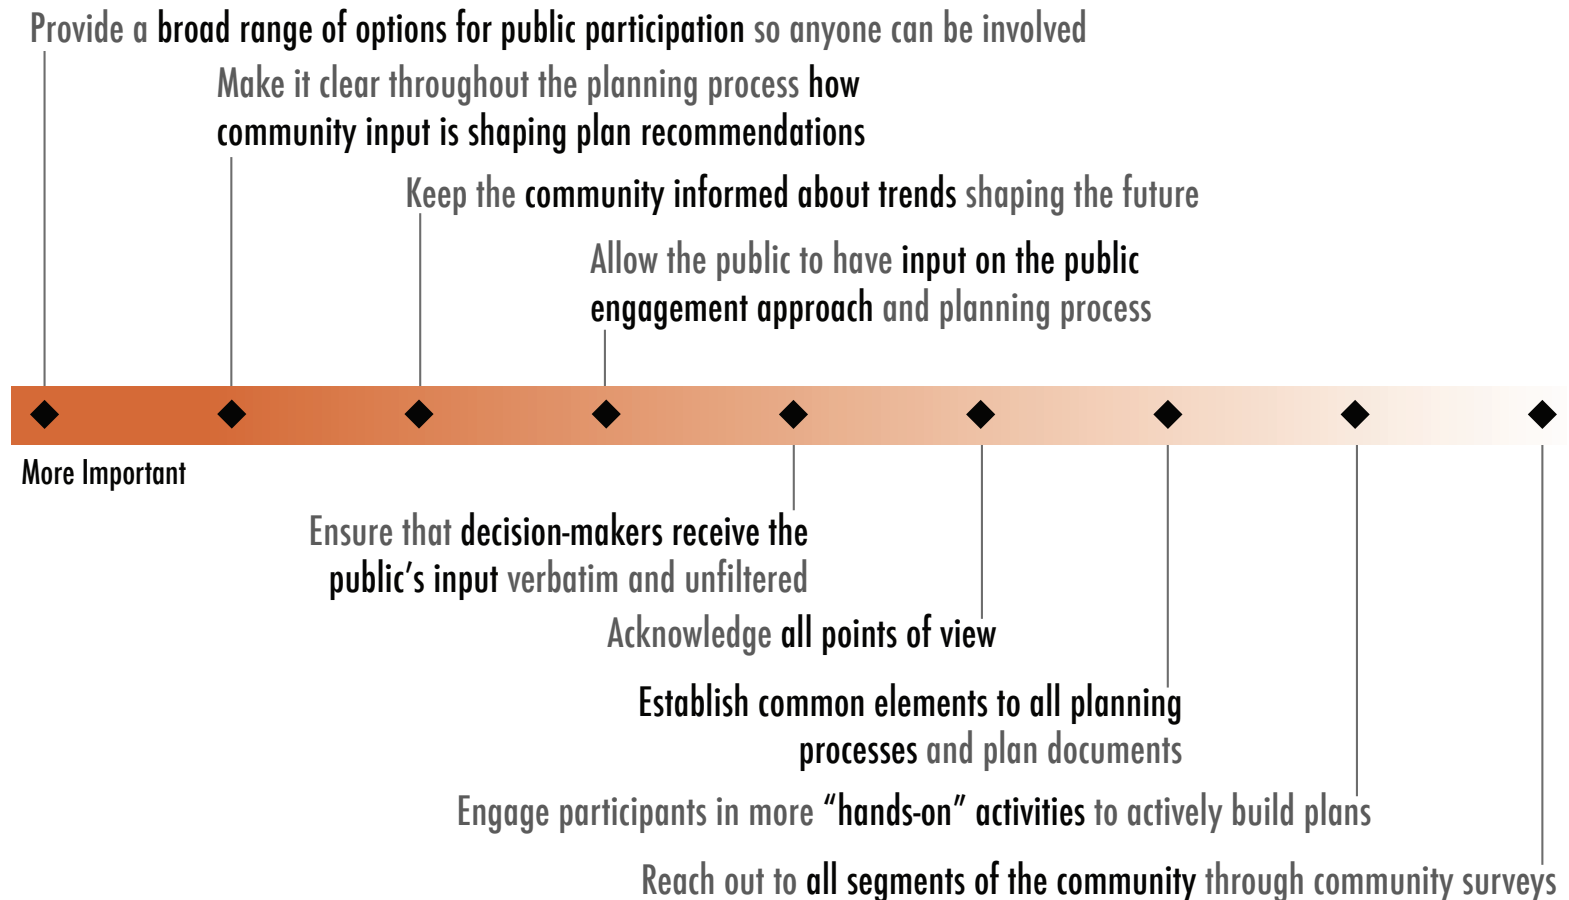 Provide a broad range of options for public participation so anyone can be involved
Make it clear throughout the planning process how
community input is shaping plan recommendations
Keep the community informed about trends shaping the future
Allow the public to have input on the public
engagement approach and planning process
More Important
Ensure that decision-makers receive the
public’s input verbatim and unfiltered
Acknowledge all points of view
Establish common elements to all planning
processes and plan documents
Engage participants in more “hands-on” activities to actively build plans
Reach out to all segments of the community through community surveys